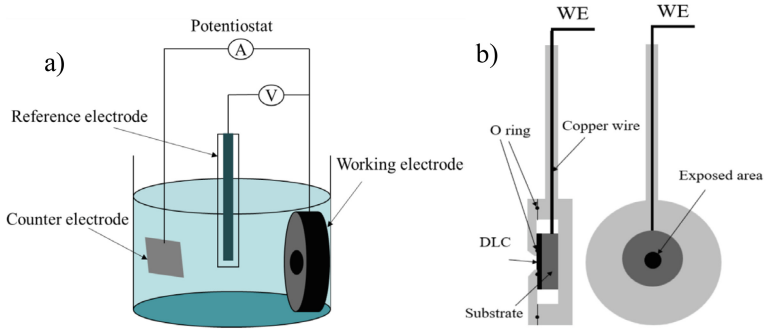 Potentiostat
a)
A
V
Reference electrode
Working electrode
Counter electrode
b)
WE
WE
O ring
Copper wire
Exposed area
DLC
Substrate